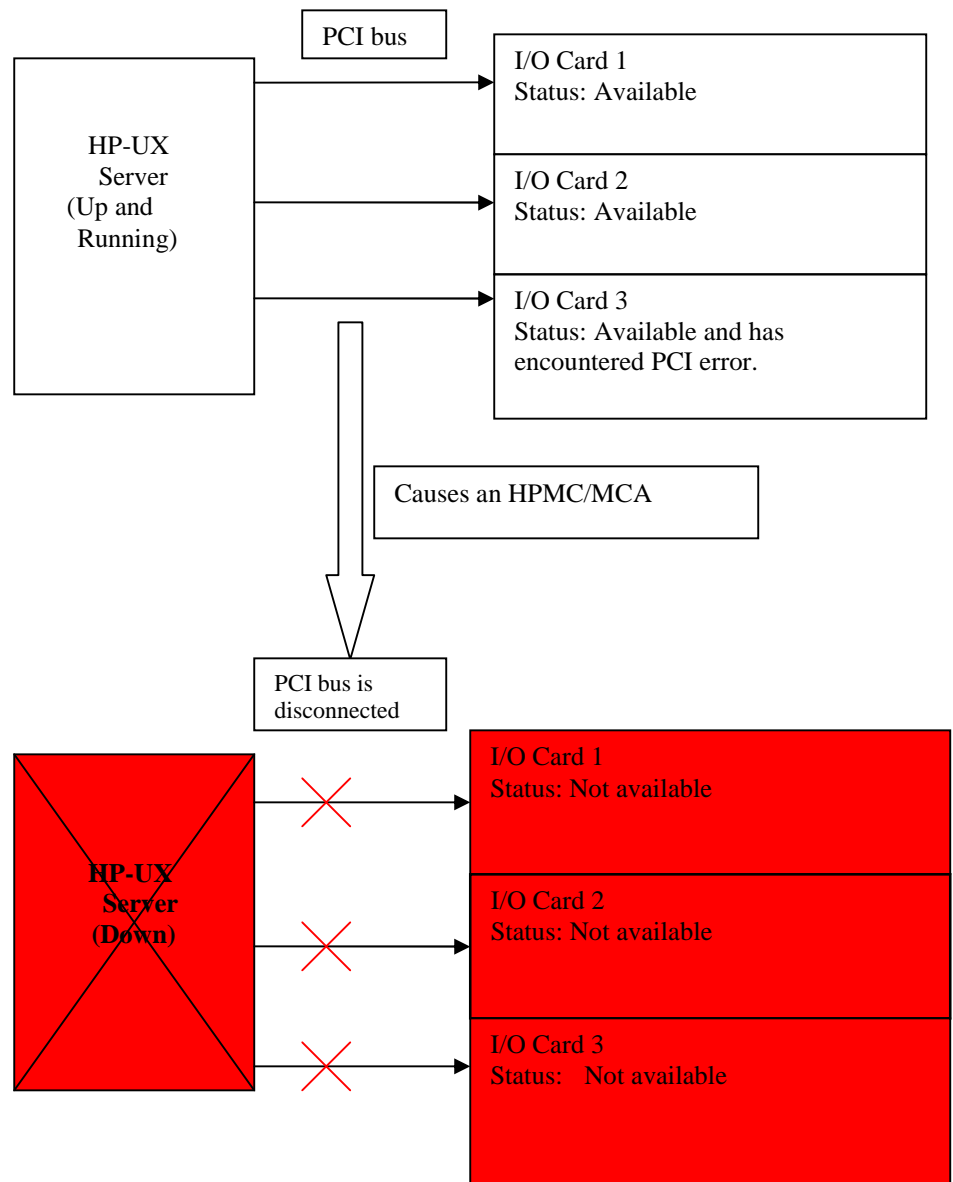 PCI bus
HP-UX
Server
(Up and
Running)
I/O Card 1
Status: Available
I/O Card 2
Status: Available
I/O Card 3
Status: Available and has
encountered PCI error.
Causes an HPMC/MCA
PCI bus is
disconnected
HP-UX
Server
(Down)
I/O Card 1
Status: Not available
I/O Card 2
Status: Not available
I/O Card 3
Status: Not available